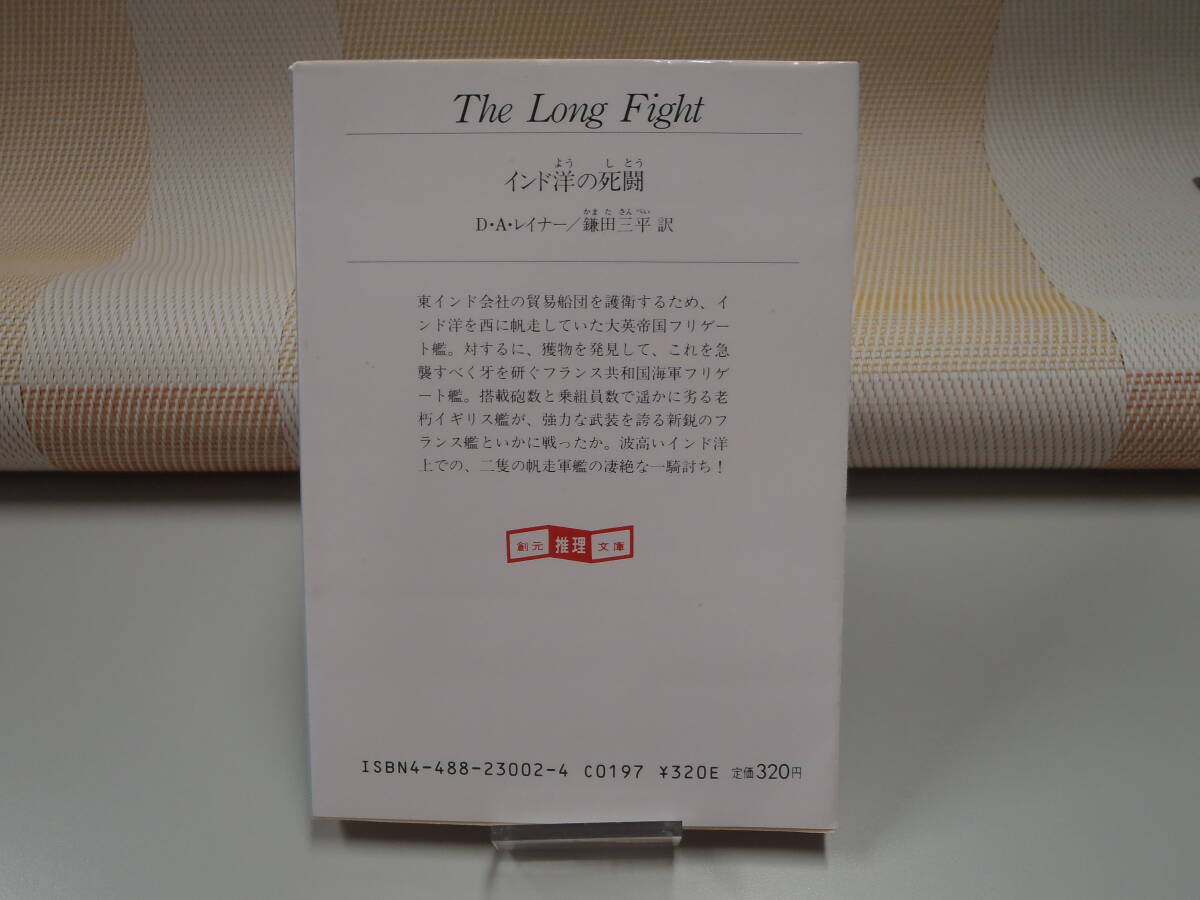 The Long Fight
よう しとう
インド洋の死闘
かまた さんぺい
D・A・レイナー/鎌田三平 訳
東インド会社の貿易船団を護衛するため、イ
ンド洋を西に帆走していた大英帝国フリゲー
ト艦。対するに、獲物を発見して、これを急
襲すべく牙を研ぐフランス共和国海軍フリゲ
ート艦。搭載砲数と乗組員数で遥かに劣る老
朽イギリス艦が、強力な武装を誇る新鋭のフ
ランス艦といかに戦ったか。波高いインド洋
上での、二隻の帆走軍艦の凄絶な一騎討ち!
創元 推理 文庫
ISBN4-488-23002-4 C0197 ¥320E 定価320円